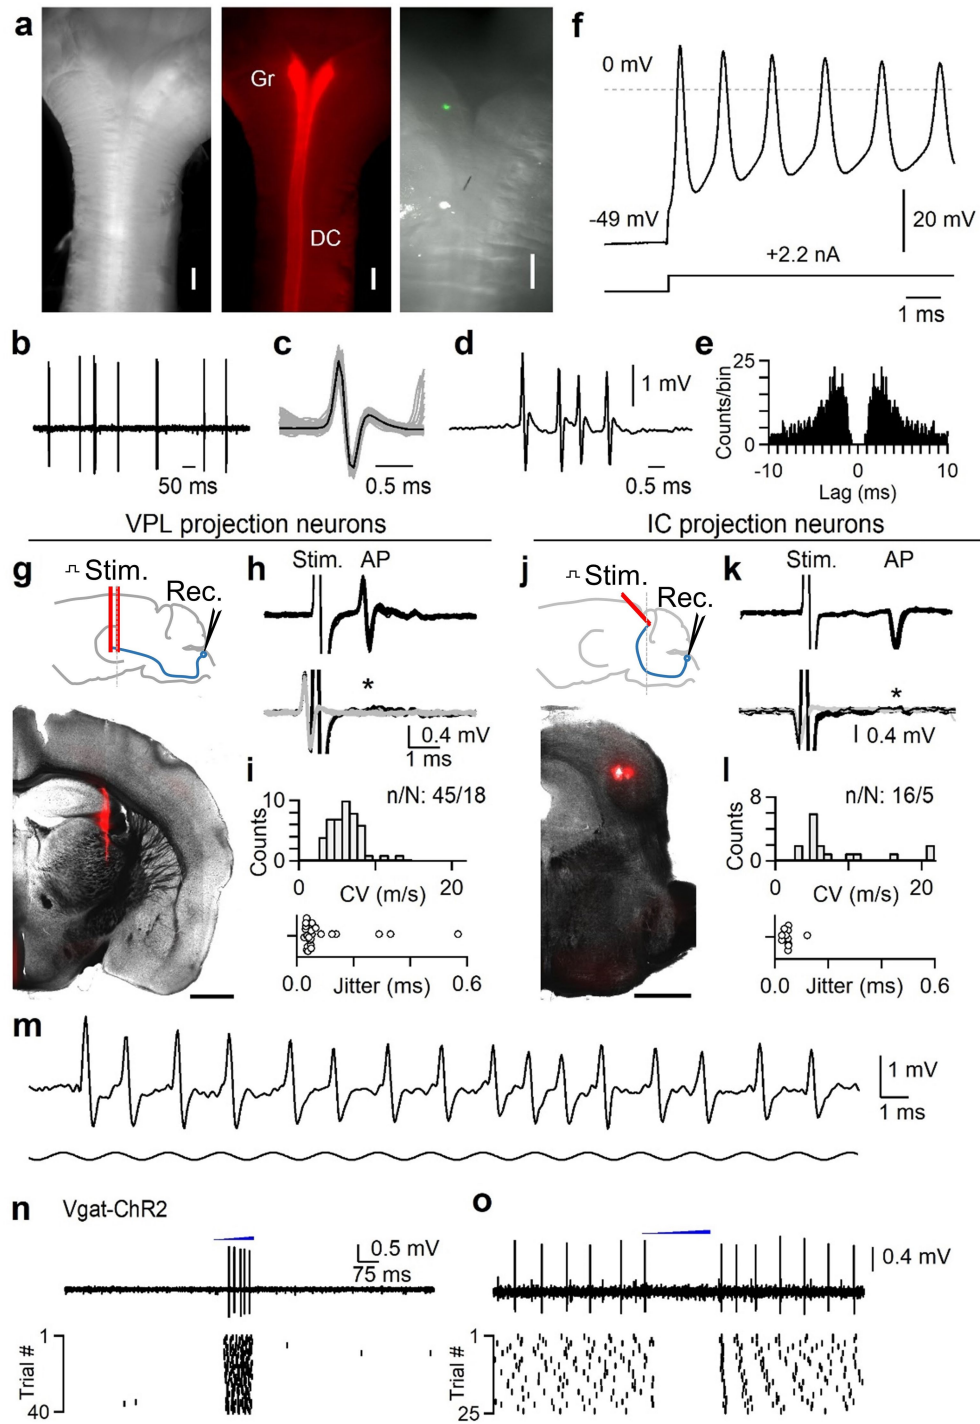 a
Gr
DC
f
0 mV
-49 mV
20 mV
+2.2 nA
1 ms
b
50 ms
c
0.5 ms
d
1 mV
0.5 ms
e
Counts/bin
25
0
-10 0 10
Lag (ms)
VPL projection neurons
IC projection neurons
g
Stim.
Rec.
h
Stim. AP
*
0.4 mV
1 ms
i
n/N: 45/18
Counts
10
0
0 20
CV (m/s)
0.0 Jitter (ms) 0.6
j
Stim.
Rec.
k
Stim. AP
*
0.4 mV
l
n/N: 16/5
Counts
8
0
0 20
CV (m/s)
0.0 Jitter (ms) 0.6
m
1 mV
1 ms
n Vgat-ChR2
0.5 mV
75 ms
Trial #
1
40
o
0.4 mV
Trial #
1
25